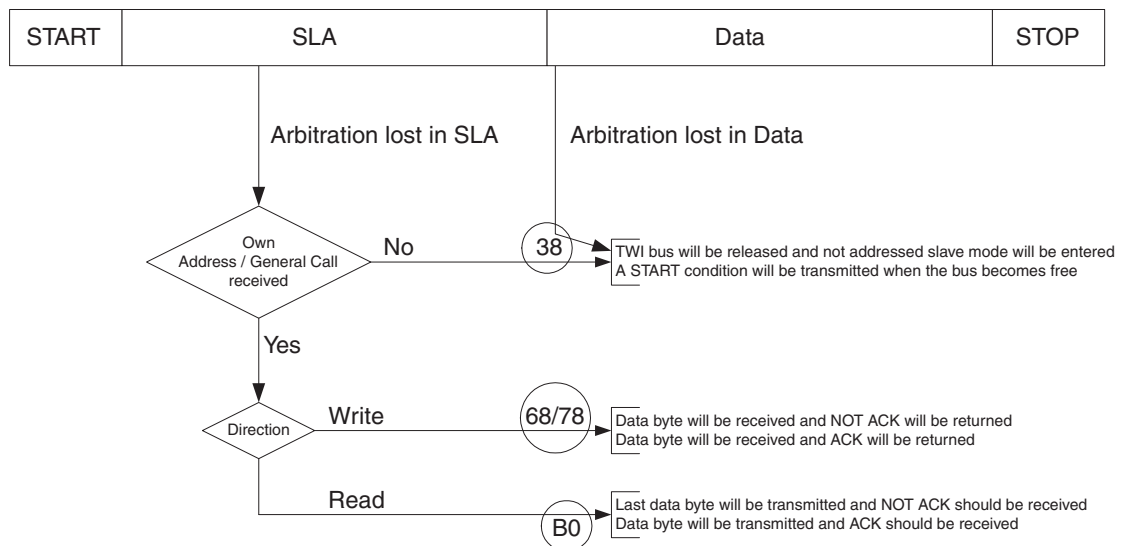 START SLA Data STOP
Arbitration lost in SLA Arbitration lost in Data
Own
Address / General Call
received
No
38
TWI bus will be released and not addressed slave mode will be entered
A START condition will be transmitted when the bus becomes free
Yes
Direction
Write
68/78
Data byte will be received and NOT ACK will be returned
Data byte will be received and ACK will be returned
Read
B0
Last data byte will be transmitted and NOT ACK should be received
Data byte will be transmitted and ACK should be received